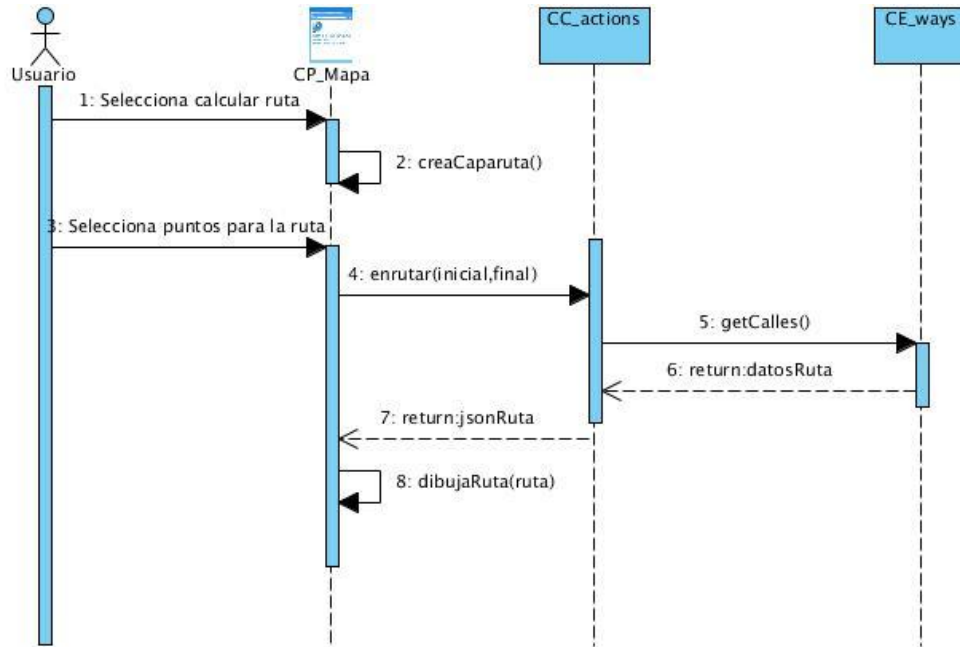 CC_actions
CE_ways
Usuario
CP_Mapa
1: Selecciona calcular ruta
2: creaCaparuta()
3: Selecciona puntos para la ruta
4: enrutar(inicial,final)
5: getCalles()
6: return:datosRuta
7: return:jsonRuta
8: dibujaRuta(ruta)